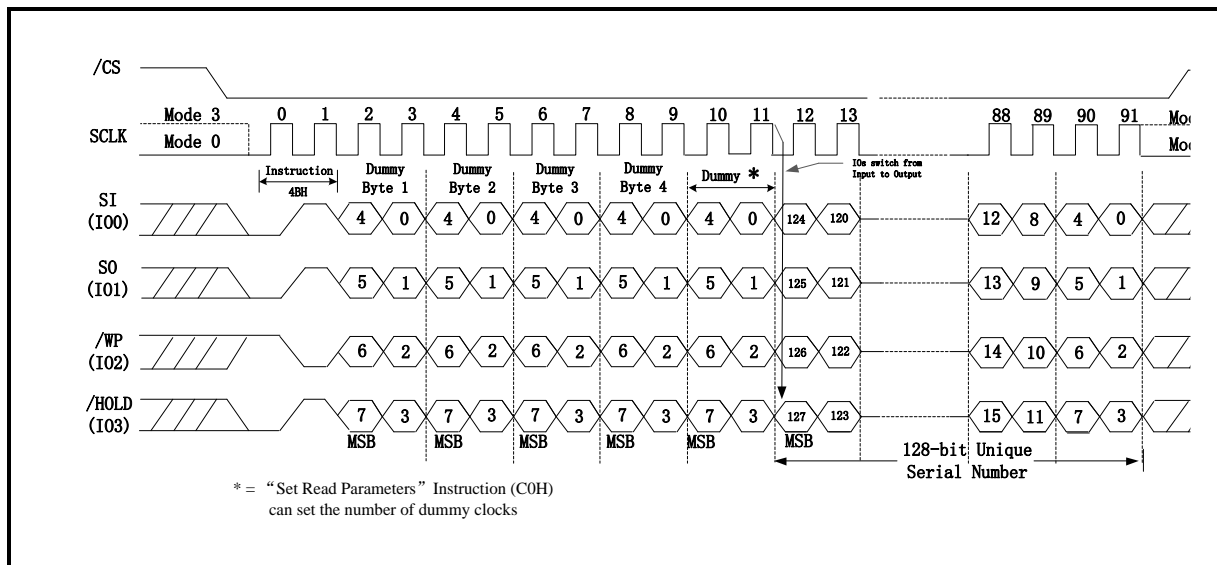 /CS
Mode 3 0 1 2 3 4 5 6 7 8 9 10 11 12 13 88 89 90 91
SCLK Mode 0
Instruction
4BH
Dummy
Byte 1
Dummy
Byte 2
Dummy
Byte 3
Dummy
Byte 4
Dummy *
IOs switch from
Input to Output
SI
(IO0)
4 0 4 0 4 0 4 0 4 0 124 120 12 8 4 0
SO
(IO1)
5 1 5 1 5 1 5 1 5 1 125 121 13 9 5 1
/WP
(IO2)
6 2 6 2 6 2 6 2 6 2 126 122 14 10 6 2
/HOLD
(IO3)
7 3 7 3 7 3 7 3 7 3 127 123 15 11 7 3
MSB MSB MSB MSB MSB MSB
128-bit Unique
Serial Number
* = “Set Read Parameters” Instruction (C0H)
can set the number of dummy clocks